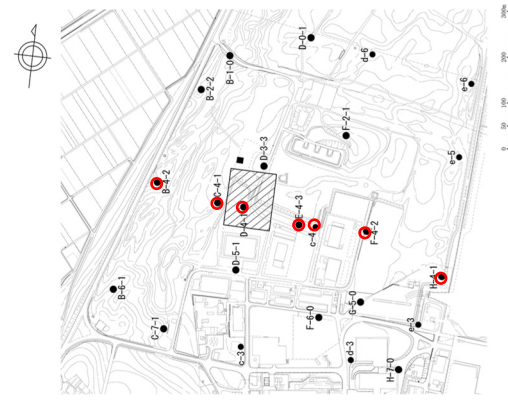 D-0-1
d-6
B-1-0
B-2-2
e-6
F-2-1
D-3-3
e-5
B-4-2
C-4-1
D-4-1
E-4-3
c-4
F-4-2
D-5-1
H-4-1
B-6-1
G-5-0
F-6-0
e-3
C-7-1
c-3
d-3
H-7-0
0 50 100 200 300m